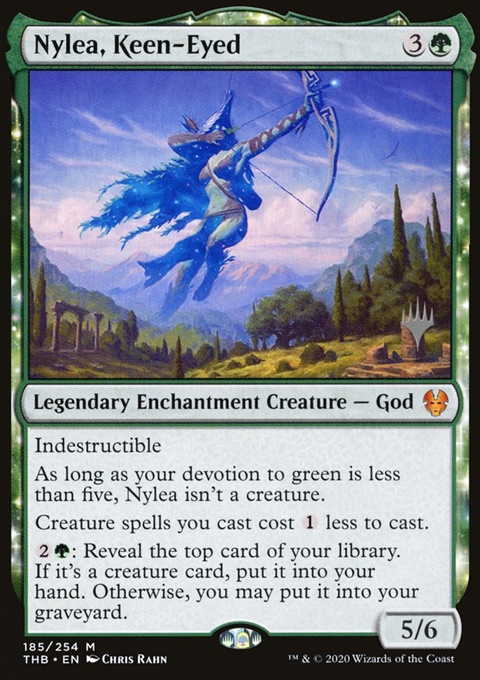 Nylea, Keen-Eyed 3
Legendary Enchantment Creature — God
Indestructible
As long as your devotion to green is less
than five, Nylea isn't a creature.
Creature spells you cast cost 1 less to cast.
2 : Reveal the top card of your library.
If it's a creature card, put it into your
hand. Otherwise, you may put it into your
graveyard.
5/6
185/254 M
THB • EN Chris Rahn
™ & © 2020 Wizards of the Coast